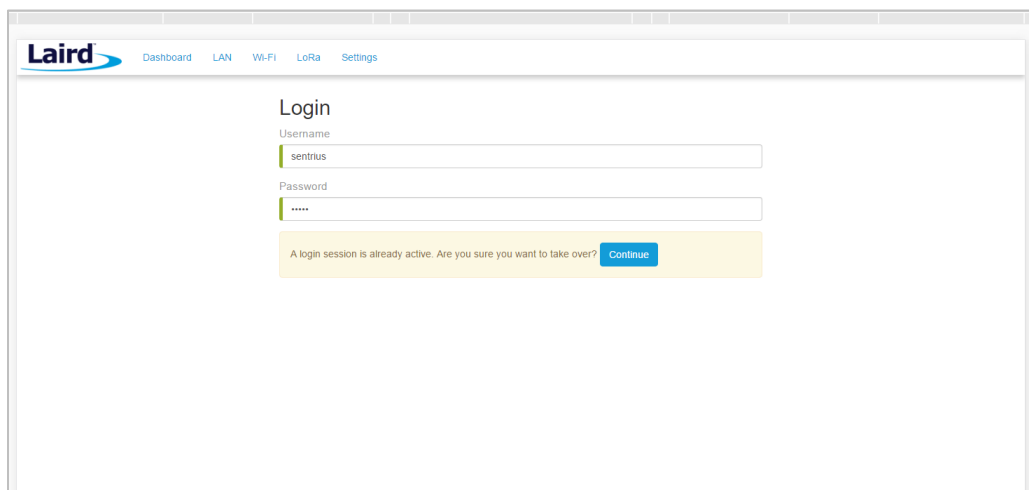 Laird
Dashboard LAN Wi-Fi LoRa Settings
Login
Username
sentrius
Password
•••••
A login session is already active. Are you sure you want to take over? Continue